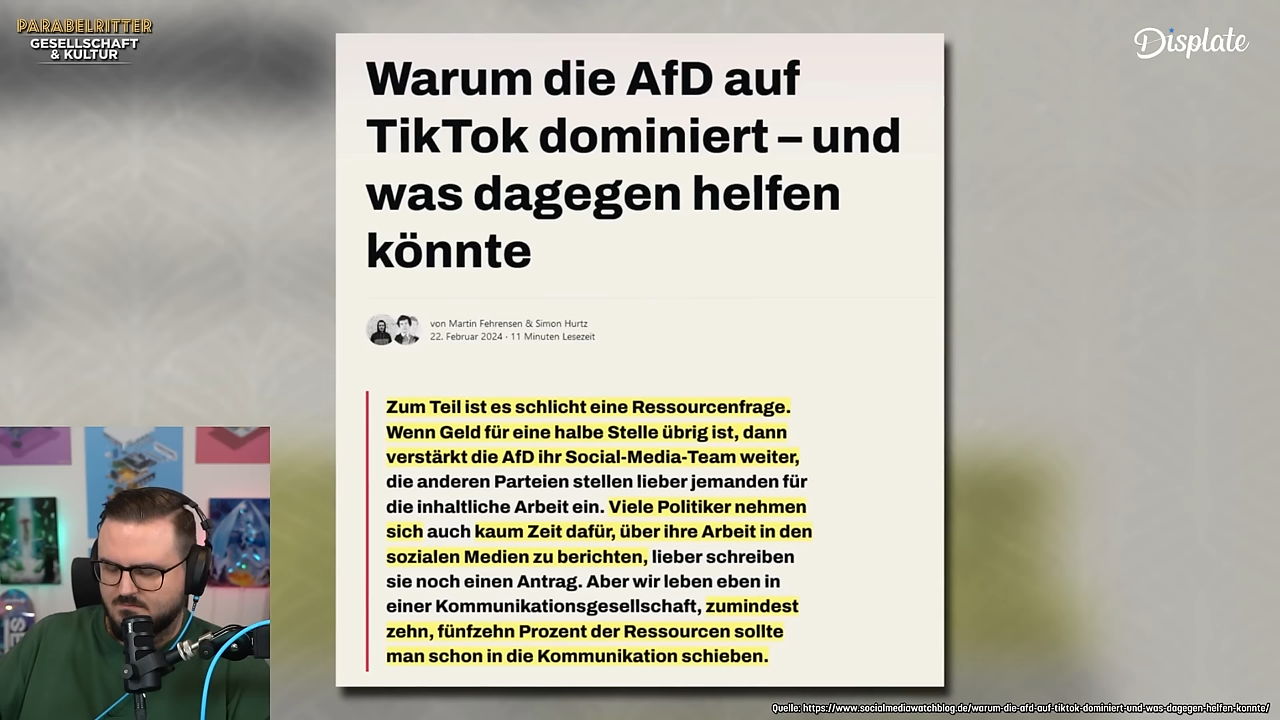 PARABELRITTER
GESELLSCHAFT
& KULTUR
Displate
Warum die AfD auf
TikTok dominiert – und
was dagegen helfen
könnte
von Martin Fehrensen & Simon Hurtz
22. Februar 2024 · 11 Minuten Lesezeit
Zum Teil ist es schlicht eine Ressourcenfrage.
Wenn Geld für eine halbe Stelle übrig ist, dann
verstärkt die AfD ihr Social-Media-Team weiter,
die anderen Parteien stellen lieber jemanden für
die inhaltliche Arbeit ein. Viele Politiker nehmen
sich auch kaum Zeit dafür, über ihre Arbeit in den
sozialen Medien zu berichten, lieber schreiben
sie noch einen Antrag. Aber wir leben eben in
einer Kommunikationsgesellschaft, zumindest
zehn, fünfzehn Prozent der Ressourcen sollte
man schon in die Kommunikation schieben.
Quelle: https://www.socialmediawatchblog.de/warum-die-afd-auf-tiktok-dominiert-und-was-dagegen-helfen-konnte/